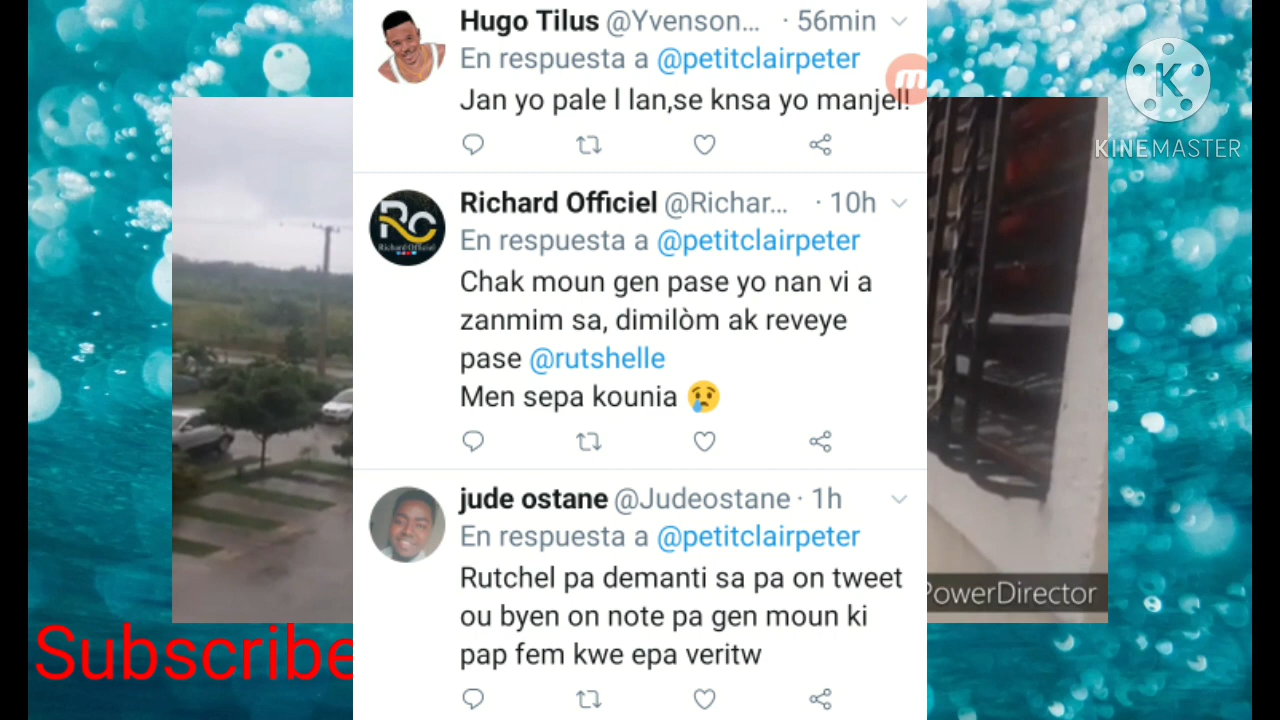 Hugo Tilus @Yvenson... · 56min
En respuesta a @petitclairpeter
Jan yo pale l lan,se knsa yo manjel!
KINEMASTER
Richard Officiel @Richar... · 10h
En respuesta a @petitclairpeter
Chak moun gen pase yo nan vi a
zanmim sa, dimilòm ak reveye
pase @rutshelle
Men sepa kounia 😢
jude ostane @Judeostane · 1h
En respuesta a @petitclairpeter
Rutchel pa demanti sa pa on tweet
ou byen on note pa gen moun ki
pap fem kwe epa veritw
PowerDirector
Subscribe
K
m
RC
Richard Officiel